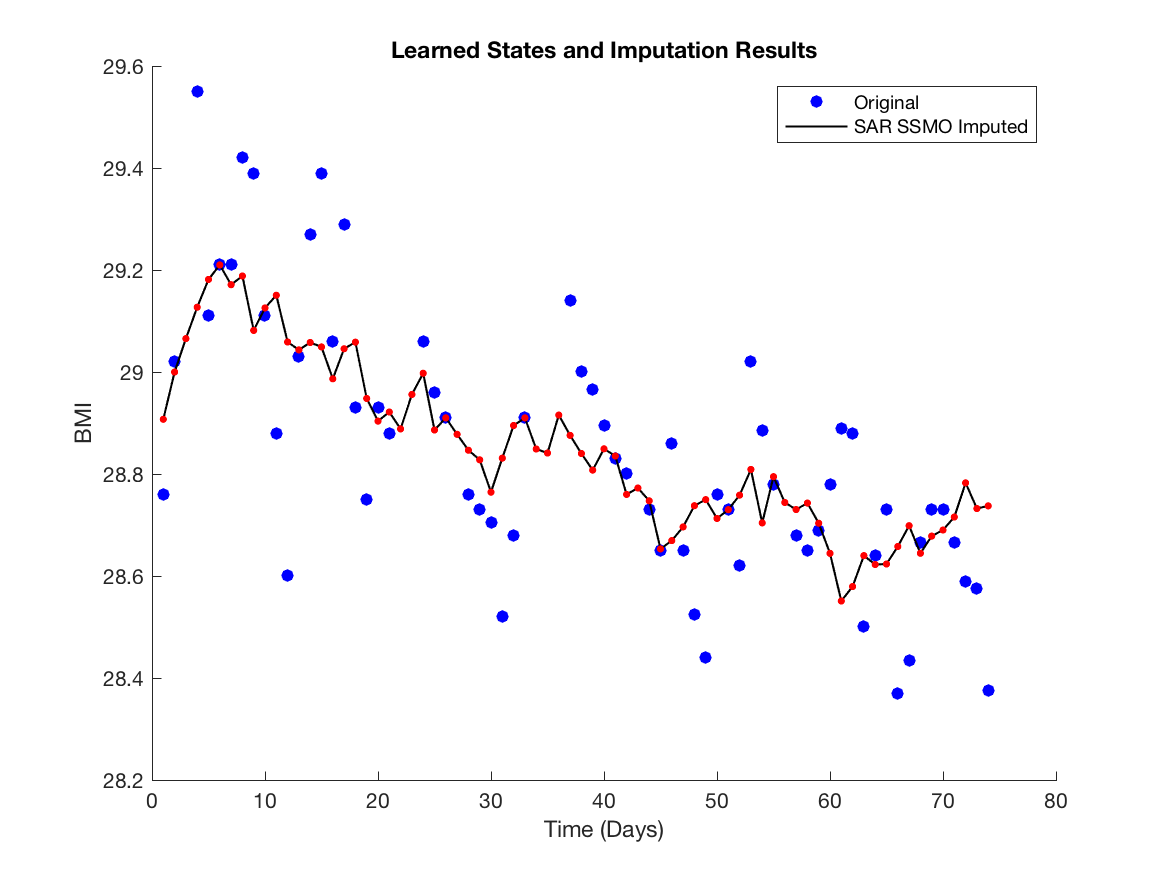 Learned States and Imputation Results
29.6
29.4
29.2
29
28.8
28.6
28.4
28.2
BMI
Original
SAR SSMO Imputed
0 10 20 30 40 50 60 70 80
Time (Days)